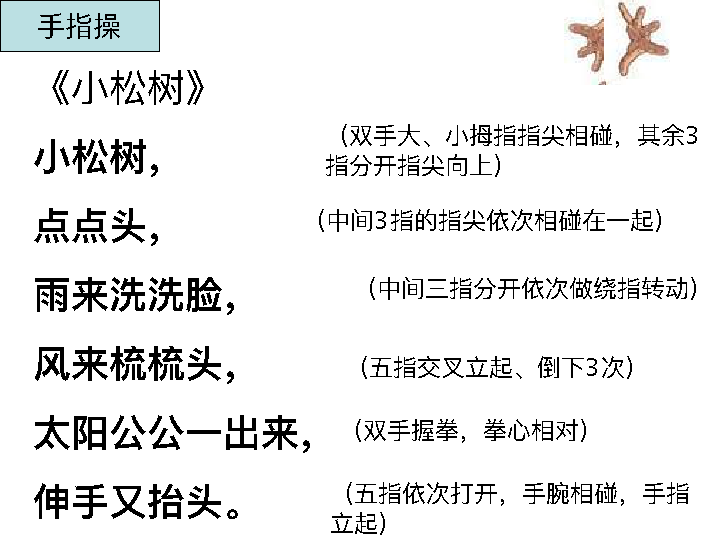 手指操
《小松树》
小松树，
（双手大、小拇指指尖相碰，其余3
指分开指尖向上）
点点头，
（中间3指的指尖依次相碰在一起）
雨来洗洗脸，
（中间三指分开依次做绕指转动）
风来梳梳头，
（五指交叉立起、倒下3次）
太阳公公一出来，
（双手握拳，拳心相对）
伸手又抬头。
（五指依次打开，手腕相碰，手指
立起）